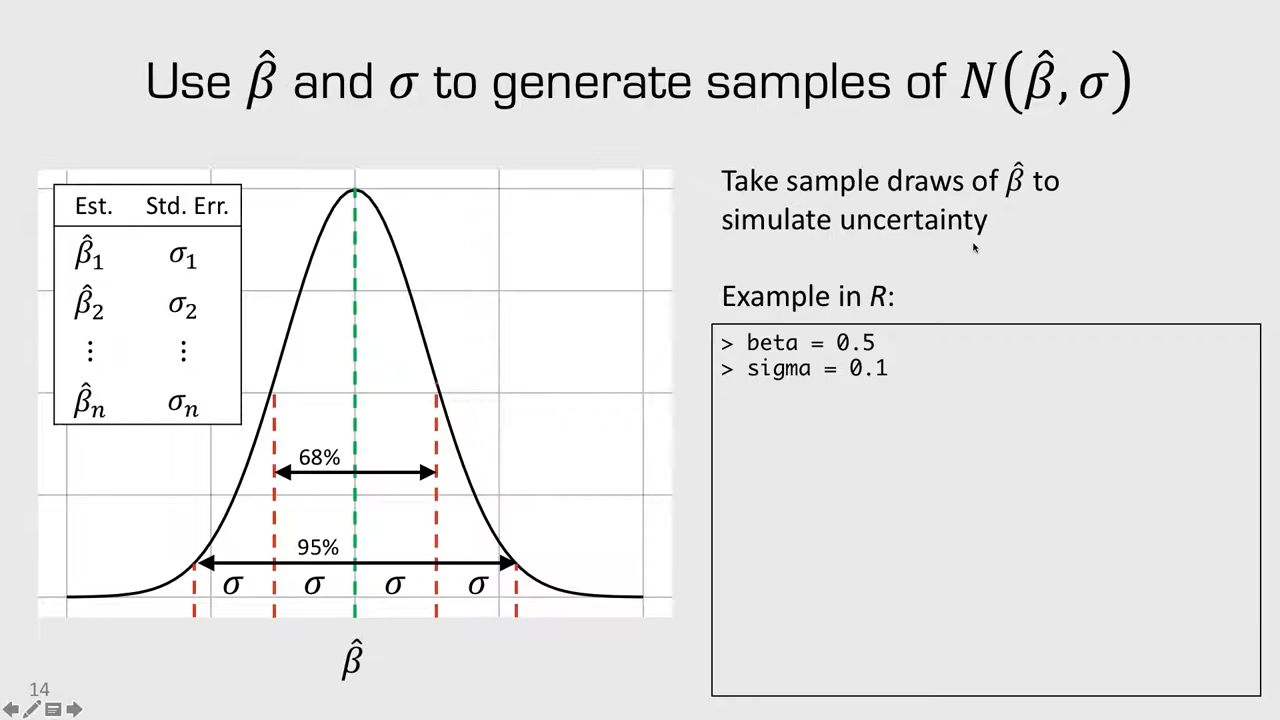 Use β̂ and σ to generate samples of N(β̂, σ)
Est. Std. Err.
β̂₁ σ₁
β̂₂ σ₂
⋮ ⋮
β̂ₙ σₙ
68%
95%
σ σ σ σ
β̂
Take sample draws of β̂ to
simulate uncertainty
Example in R:
> beta = 0.5
> sigma = 0.1
14